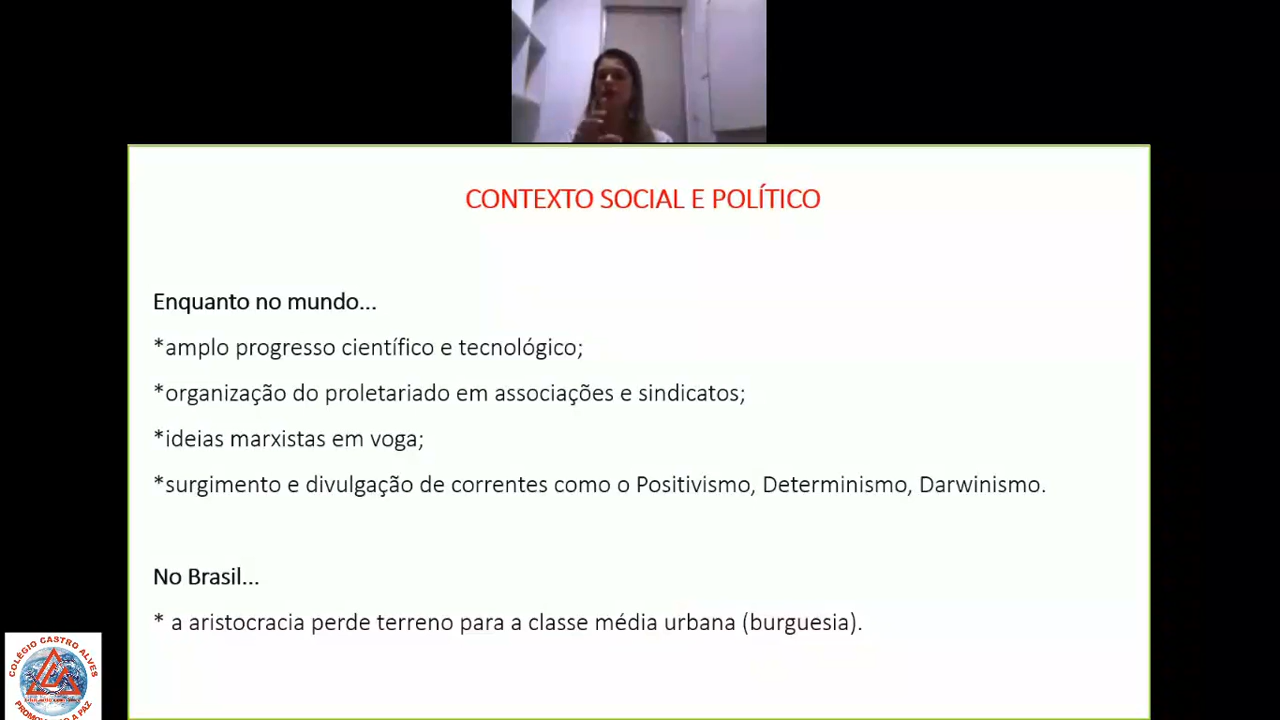 CONTEXTO SOCIAL E POLÍTICO
Enquanto no mundo...
*amplo progresso científico e tecnológico;
*organização do proletariado em associações e sindicatos;
*ideias marxistas em voga;
*surgimento e divulgação de correntes como o Positivismo, Determinismo, Darwinismo.
No Brasil...
* a aristocracia perde terreno para a classe média urbana (burguesia).
COLÉGIO CASTRO ALVES